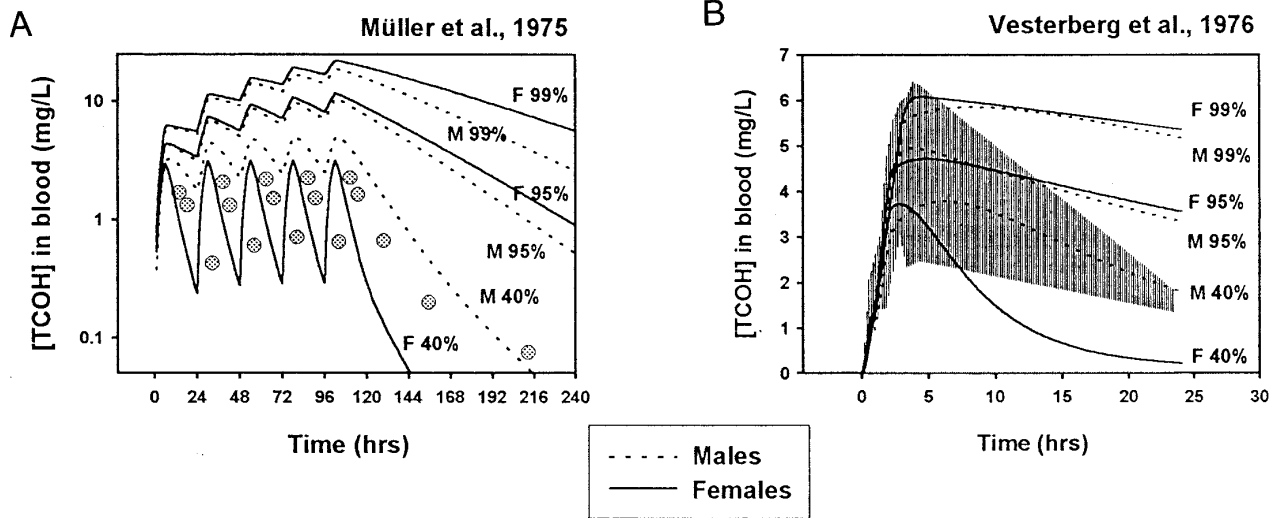 A
Müller et al., 1975
[TCOH] in blood (mg/L)
10
1
0.1
F 99%
M 99%
F 95%
M 95%
M 40%
F 40%
0 24 48 72 96 120 144 168 192 216 240
Time (hrs)
B
Vesterberg et al., 1976
[TCOH] in blood (mg/L)
7
6
5
4
3
2
1
0
F 99%
M 99%
F 95%
M 95%
M 40%
F 40%
0 5 10 15 20 25 30
Time (hrs)
Males
Females